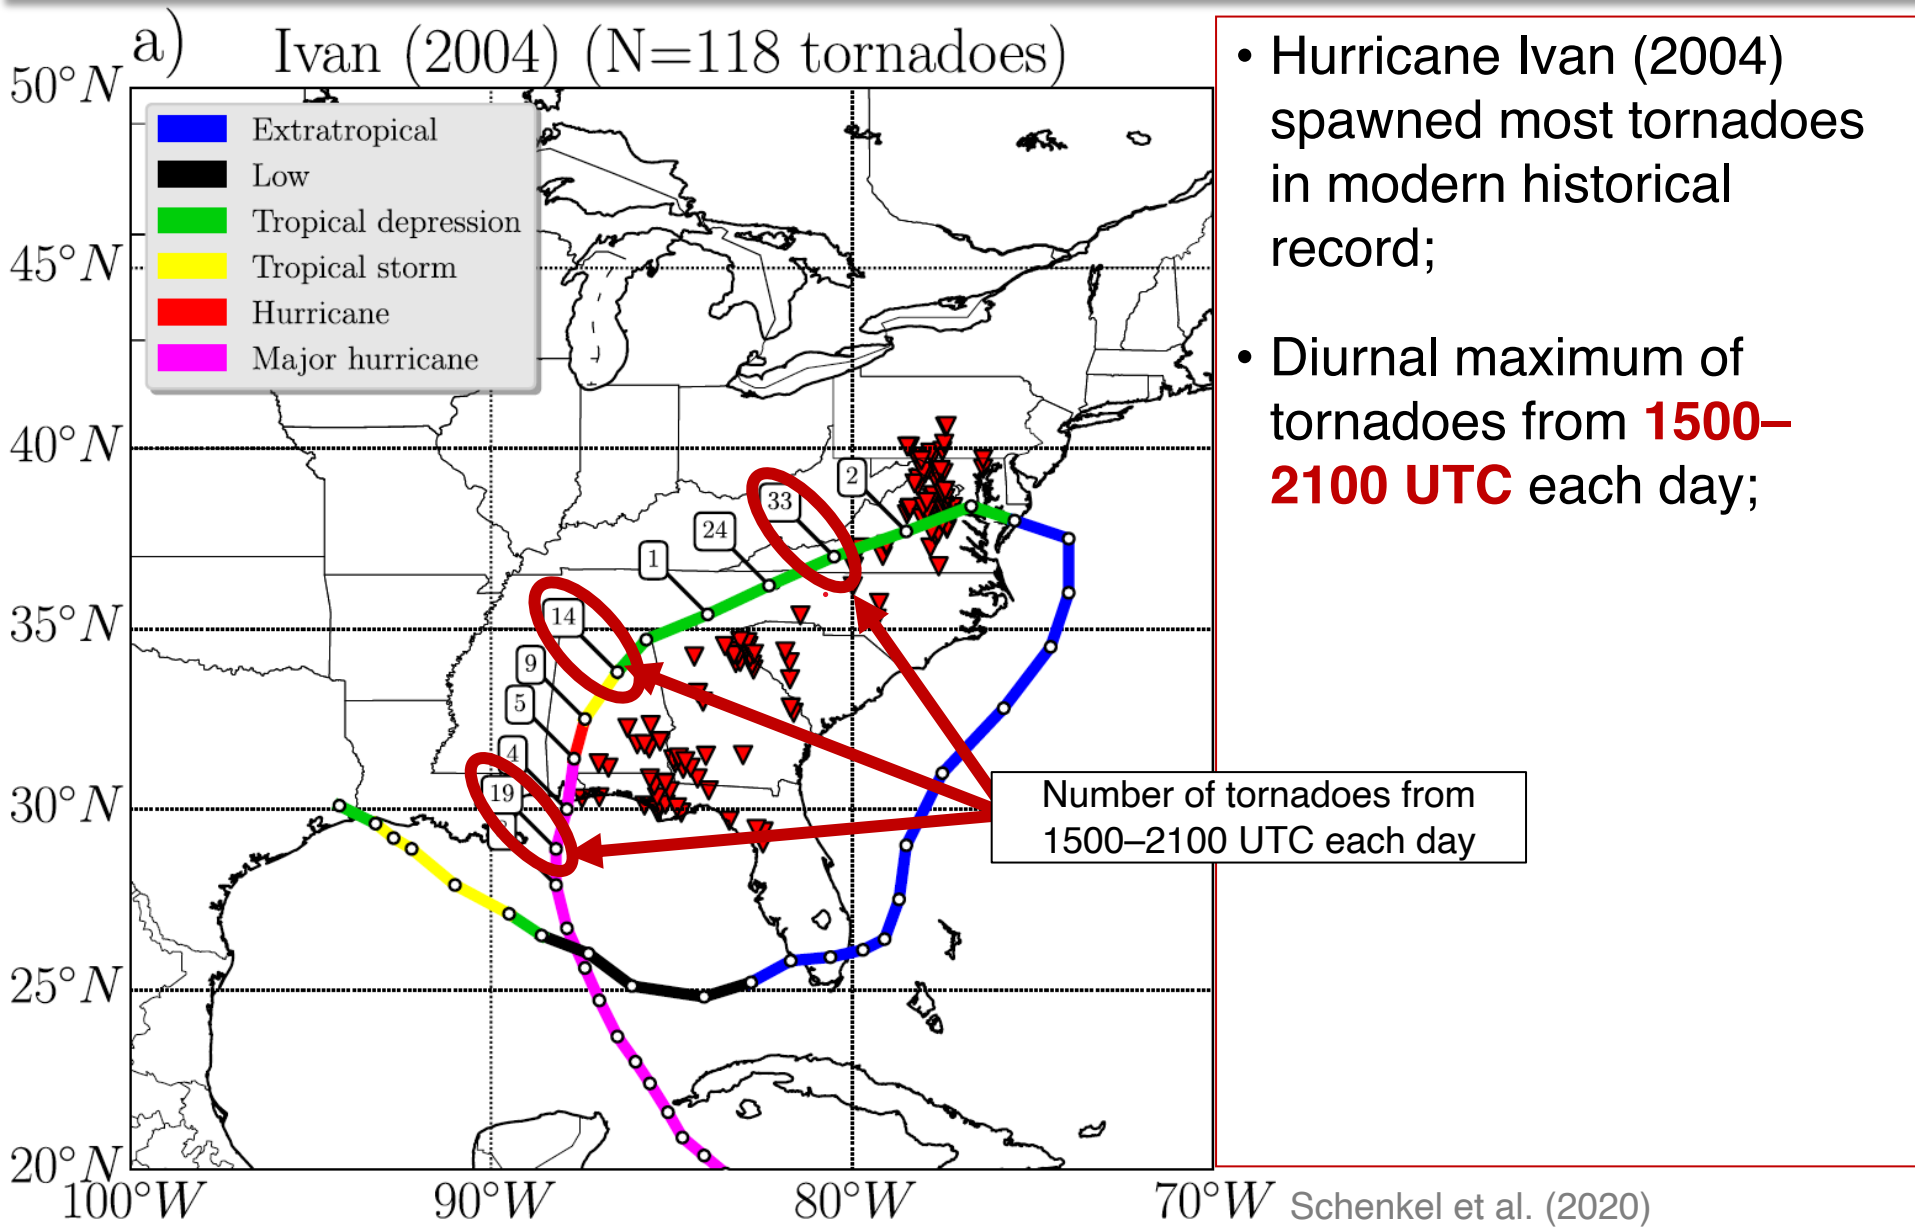 a) Ivan (2004) (N=118 tornadoes)
50°N
45°N
40°N
35°N
30°N
25°N
20°N
100°W
90°W
80°W
70°W
Extratropical
Low
Tropical depression
Tropical storm
Hurricane
Major hurricane
2
33
24
1
14
9
5
4
19
Number of tornadoes from
1500–2100 UTC each day
• Hurricane Ivan (2004)
spawned most tornadoes
in modern historical
record;
• Diurnal maximum of
tornadoes from 1500–
2100 UTC each day;
Schenkel et al. (2020)